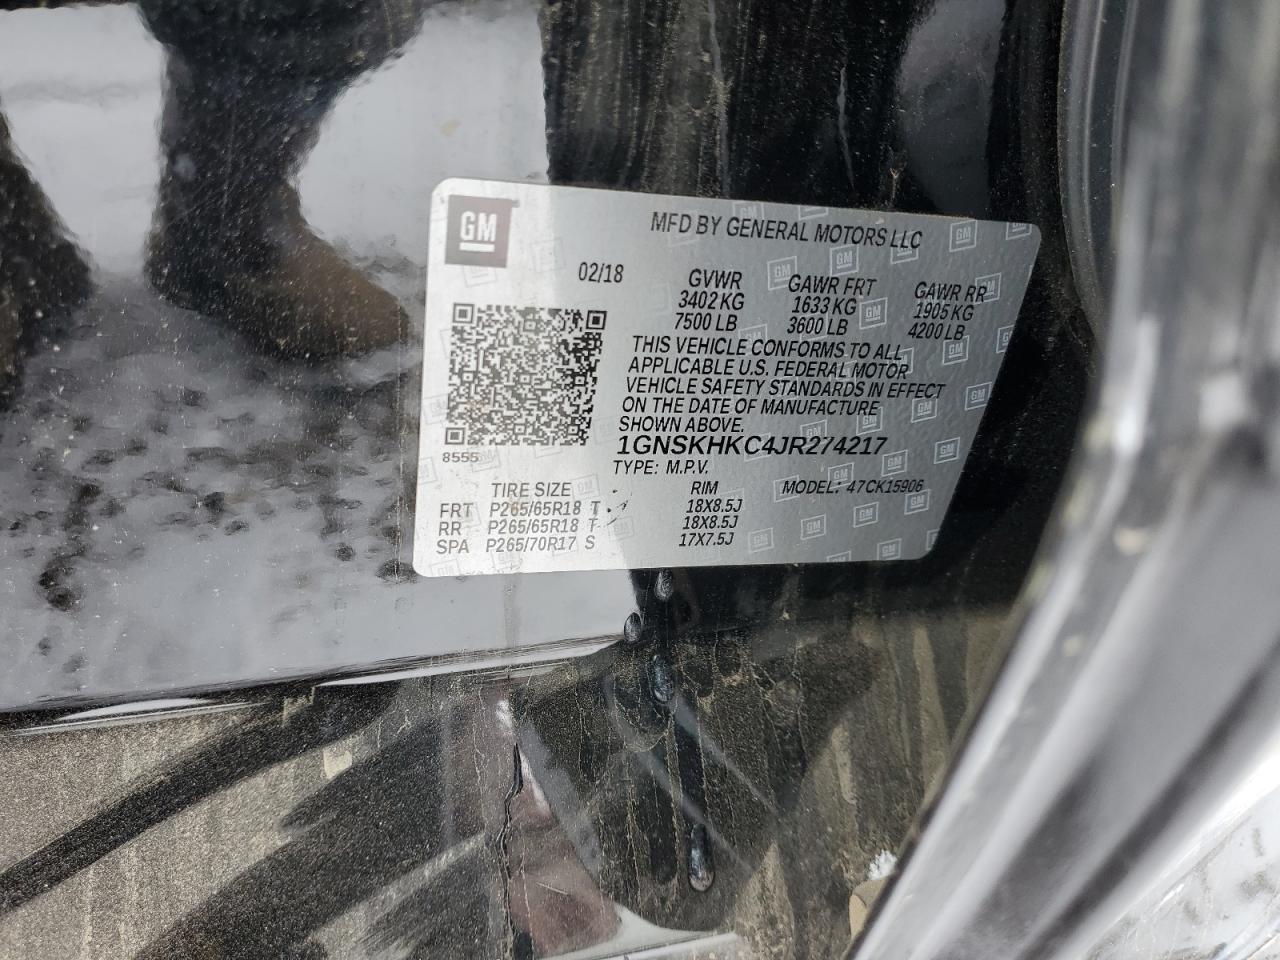 GM
MFD BY GENERAL MOTORS LLC
02/18 GVWR GAWR FRT GAWR RR
3402 KG 1633 KG 1905 KG
7500 LB 3600 LB 4200 LB
THIS VEHICLE CONFORMS TO ALL
APPLICABLE U.S. FEDERAL MOTOR
VEHICLE SAFETY STANDARDS IN EFFECT
ON THE DATE OF MANUFACTURE
SHOWN ABOVE.
1GNSKHKC4JR274217
8555
TYPE: M.P.V.
TIRE SIZE RIM MODEL: 47CK15906
FRT P265/65R18 T 18X8.5J
RR P265/65R18 T 18X8.5J
SPA P265/70R17 S 17X7.5J